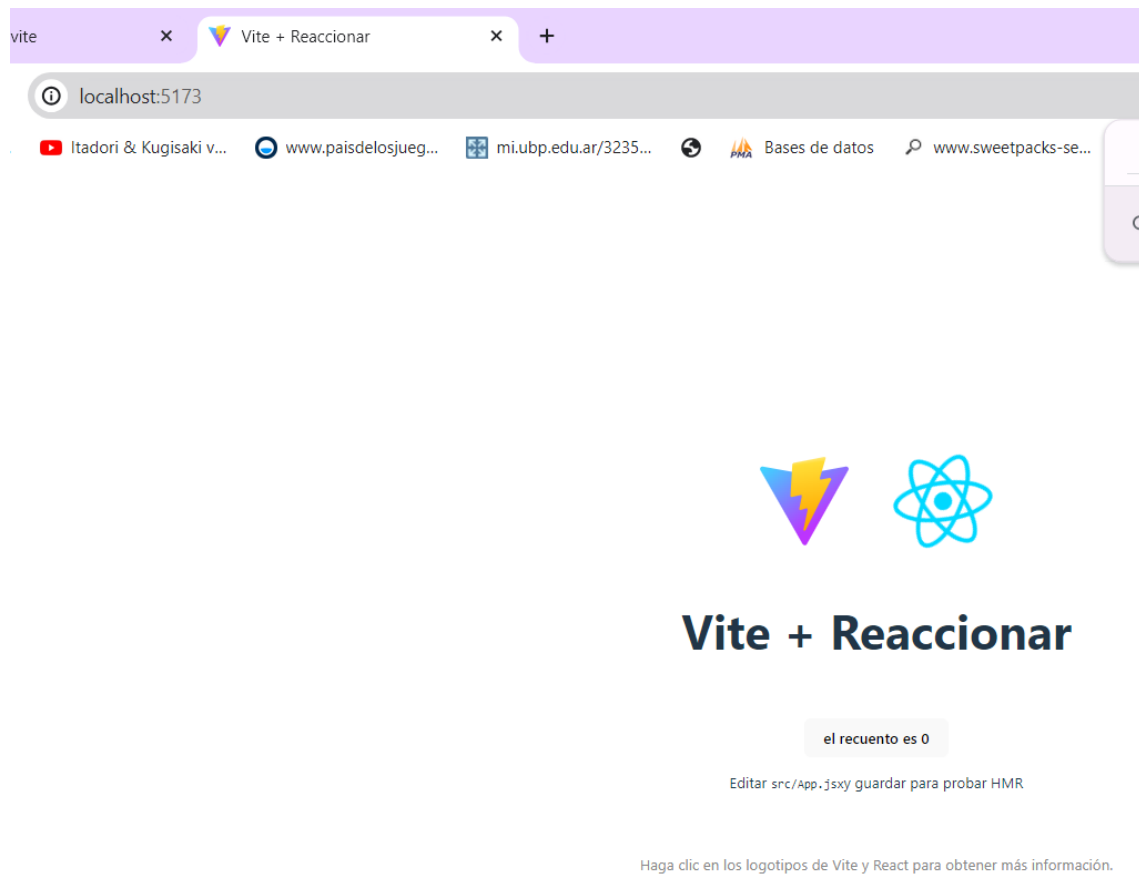 vite
Vite + Reaccionar
localhost:5173
Itadori & Kugisaki v...
www.paisdelosjueg...
mi.ubp.edu.ar/3235...
PMA
Bases de datos
www.sweetpacks-se...
Vite + Reaccionar
el recuento es 0
Editar src/App.jsxy guardar para probar HMR
Haga clic en los logotipos de Vite y React para obtener más información.